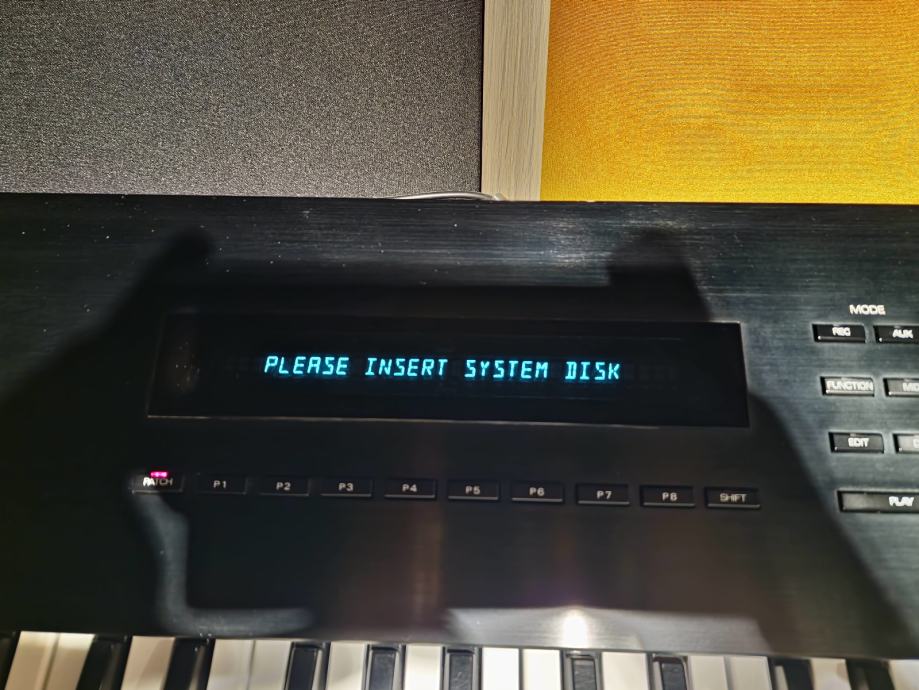 MODE
REC AUX
PLEASE INSERT SYSTEM DISK
FUNCTION
EDIT
PATCH P1 P2 P3 P4 P5 P6 P7 P8 SHIFT
PLAY